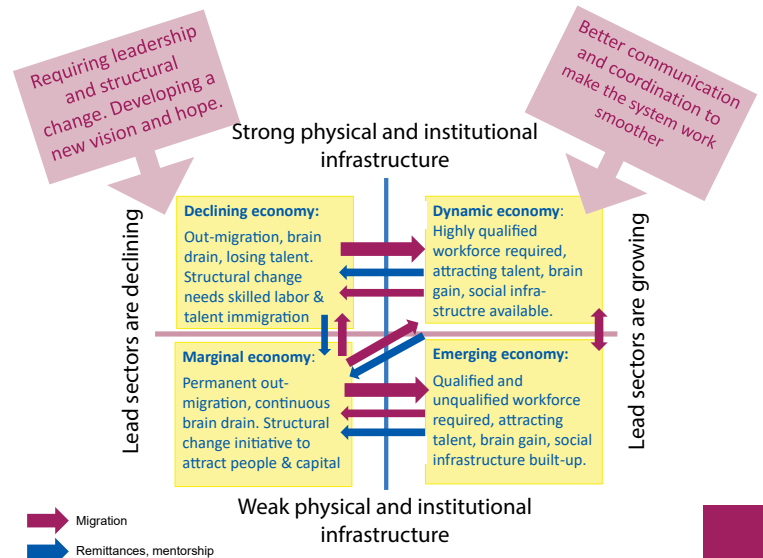 Requiring leadership
and structural
change. Developing a
new vision and hope.
Better communication
and coordination to
make the system work
smoother
Strong physical and institutional
infrastructure
Lead sectors are declining
Declining economy:
Out-migration, brain
drain, losing talent.
Structural change
needs skilled labor &
talent immigration
Dynamic economy:
Highly qualified
workforce required,
attracting talent, brain
gain, social infra-
structre available.
Lead sectors are growing
Marginal economy:
Permanent out-
migration, continuous
brain drain. Structural
change initiative to
attract people & capital
Emerging economy:
Qualified and
unqualified workforce
required, attracting
talent, brain gain, social
infrastructure built-up.
Weak physical and institutional
infrastructure
Migration
Remittances, mentorship